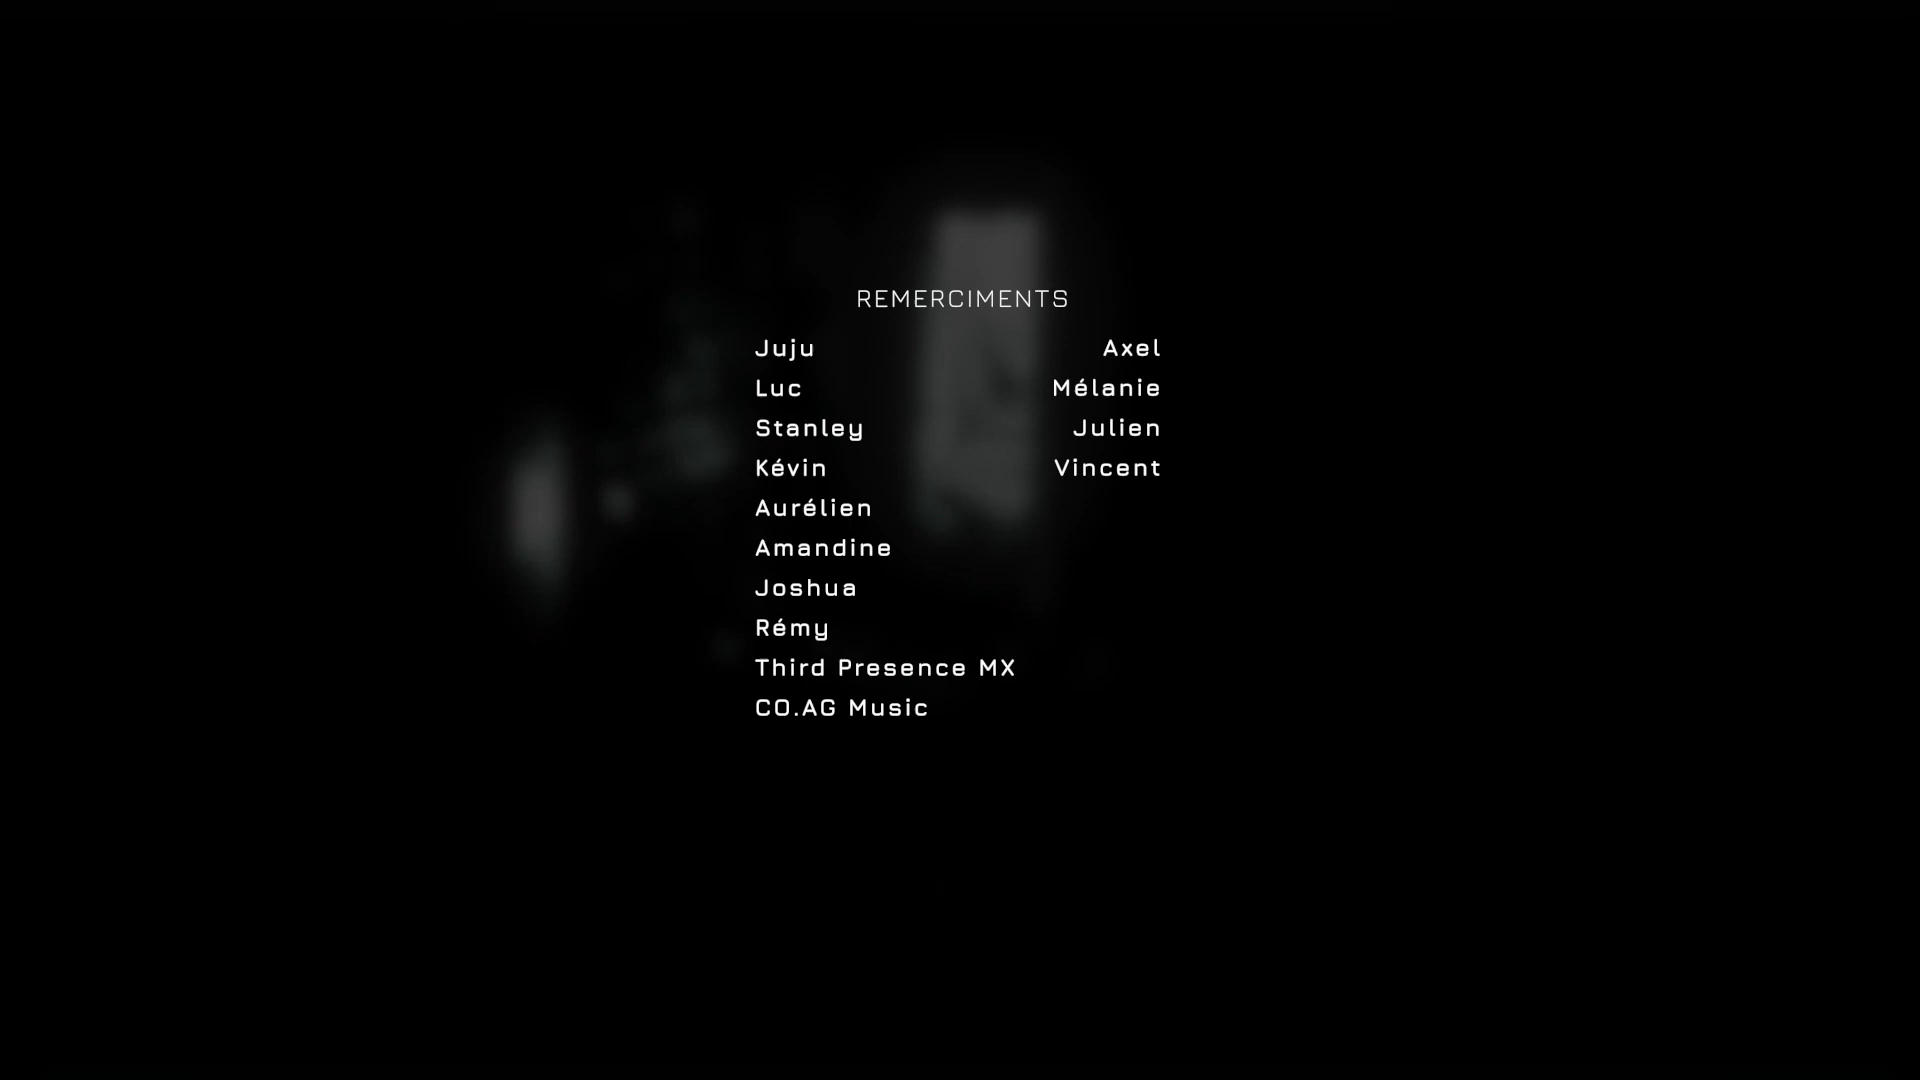 REMERCIMENTS
Juju
Luc
Stanley
Kévin
Aurélien
Amandine
Joshua
Rémy
Third Presence MX
CO.AG Music
Axel
Mélanie
Julien
Vincent